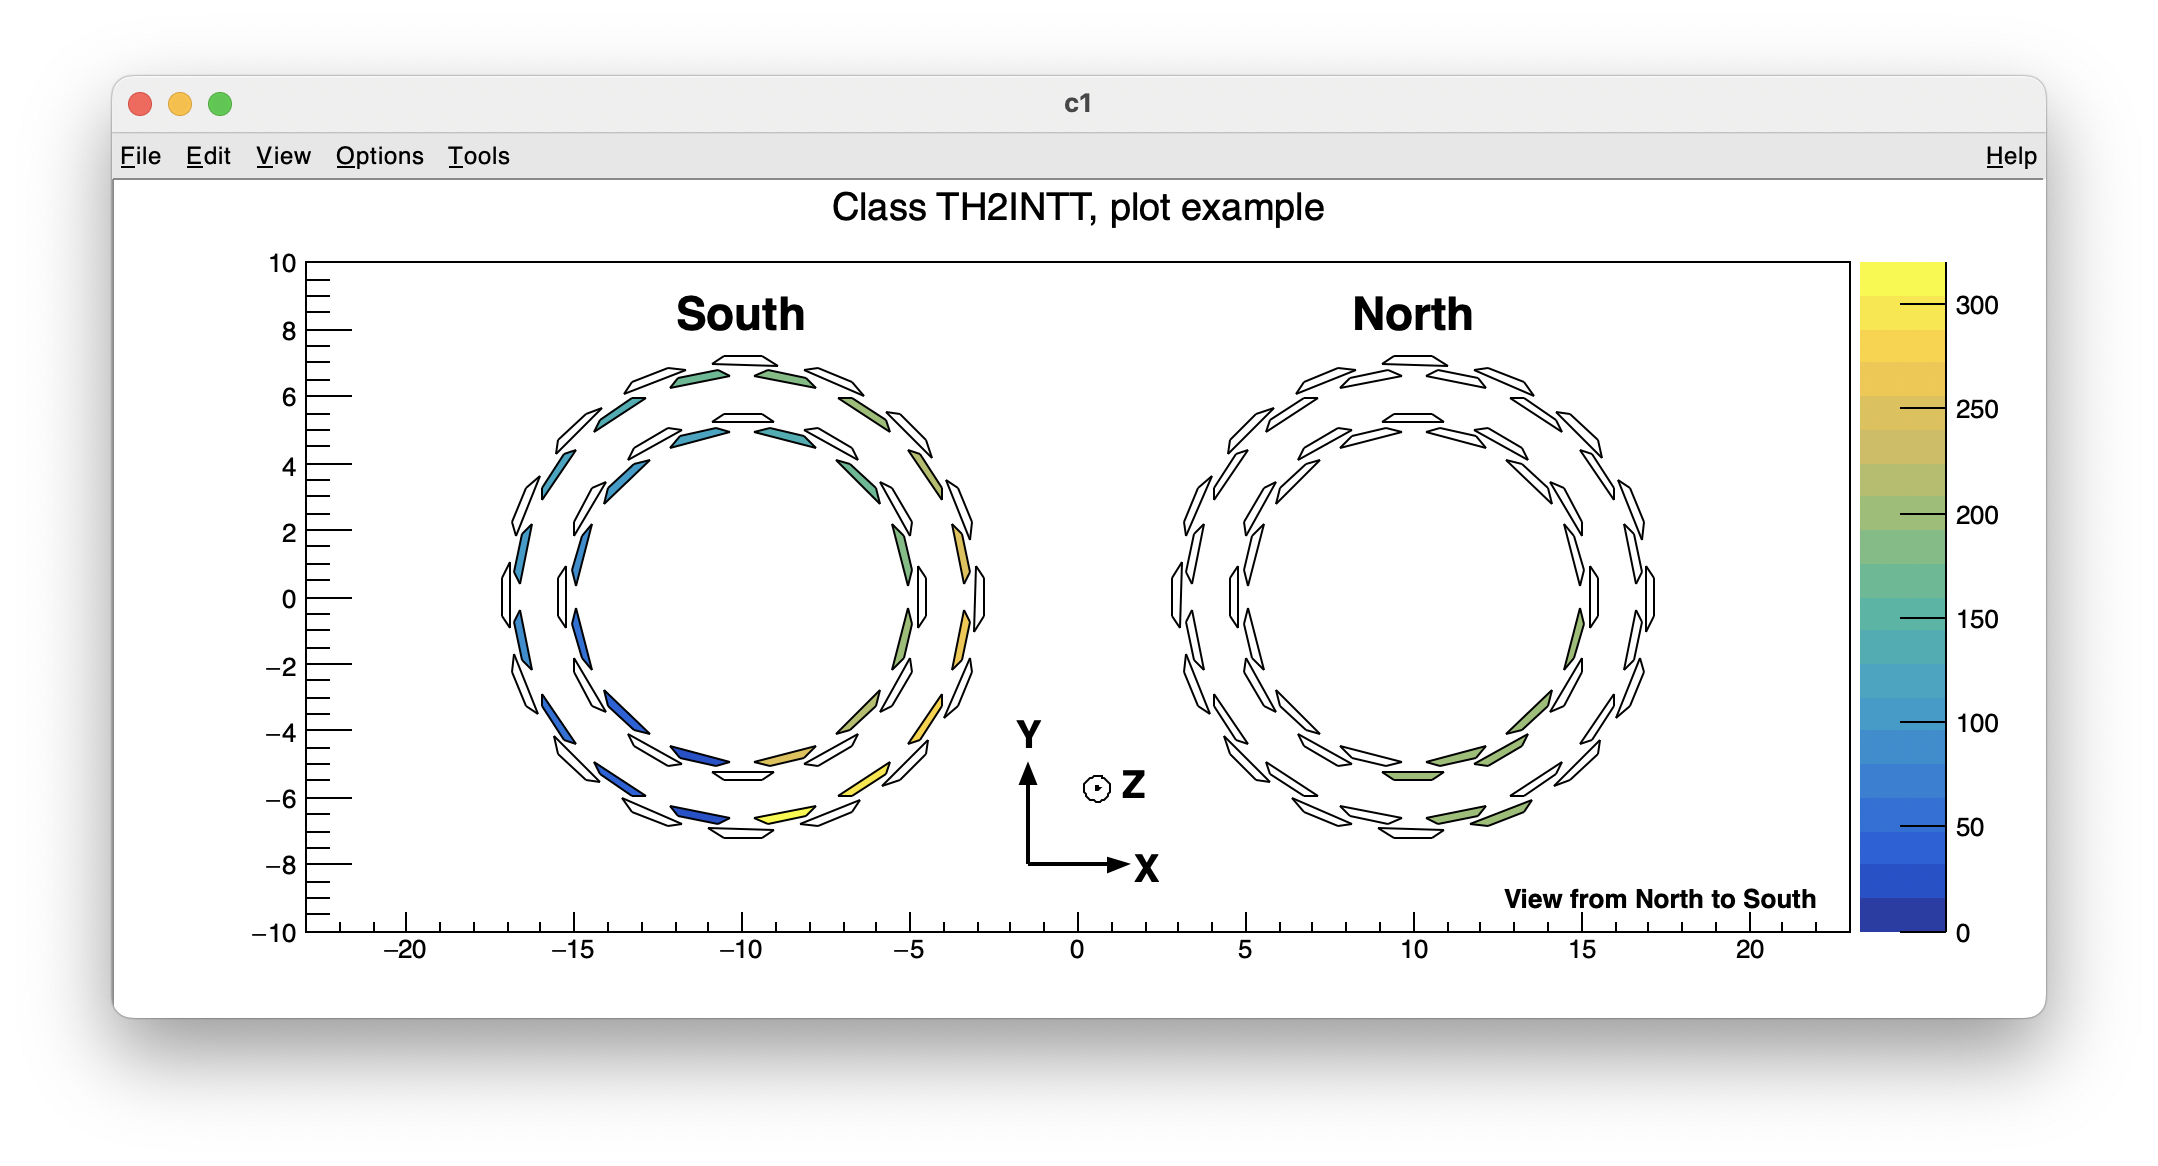 c1
File Edit View Options Tools Help
Class TH2INTT, plot example
South North
10
8
6
4
2
0
−2
−4
−6
−8
−10
Y
Z
X
View from North to South
−20 −15 −10 −5 0 5 10 15 20
300
250
200
150
100
50
0